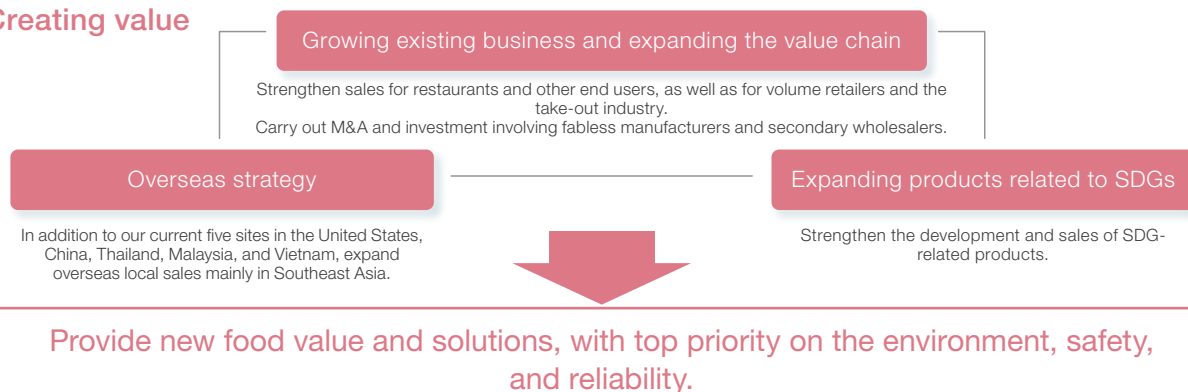 Creating value
Growing existing business and expanding the value chain
Strengthen sales for restaurants and other end users, as well as for volume retailers and the
take-out industry.
Carry out M&A and investment involving fabless manufacturers and secondary wholesalers.
Overseas strategy
In addition to our current five sites in the United States,
China, Thailand, Malaysia, and Vietnam, expand
overseas local sales mainly in Southeast Asia.
Expanding products related to SDGs
Strengthen the development and sales of SDG-
related products.
Provide new food value and solutions, with top priority on the environment, safety,
and reliability.